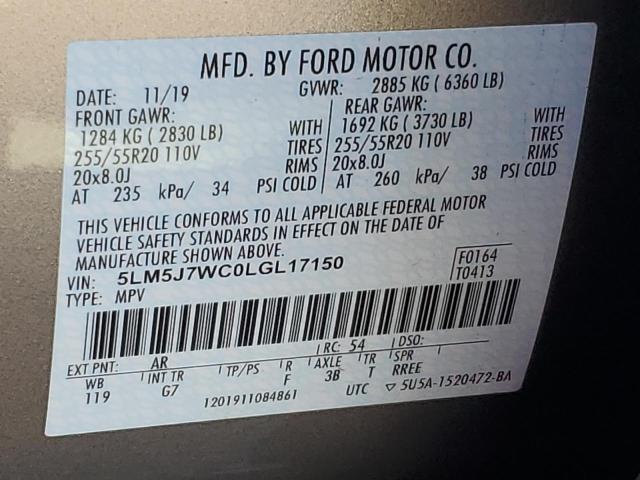 MFD. BY FORD MOTOR CO.
DATE: 11/19 GVWR: 2885 KG (6360 LB)
FRONT GAWR: REAR GAWR:
1284 KG (2830 LB) WITH 1692 KG (3730 LB) WITH
255/55R20 110V TIRES 255/55R20 110V TIRES
20x8.0J RIMS 20x8.0J RIMS
AT 235 kPa/ 34 PSI COLD AT 260 kPa/ 38 PSI COLD
THIS VEHICLE CONFORMS TO ALL APPLICABLE FEDERAL MOTOR
VEHICLE SAFETY STANDARDS IN EFFECT ON THE DATE OF
MANUFACTURE SHOWN ABOVE.
VIN: 5LM5J7WC0LGL17150 F0164
TYPE: MPV T0413
EXT PNT: AR RC: 54 DSO:
WB INT TR TP/PS R AXLE TR SPR
119 G7 F 3B T RREE
1201911084861 UTC ▽ 5U5A-1520472-BA